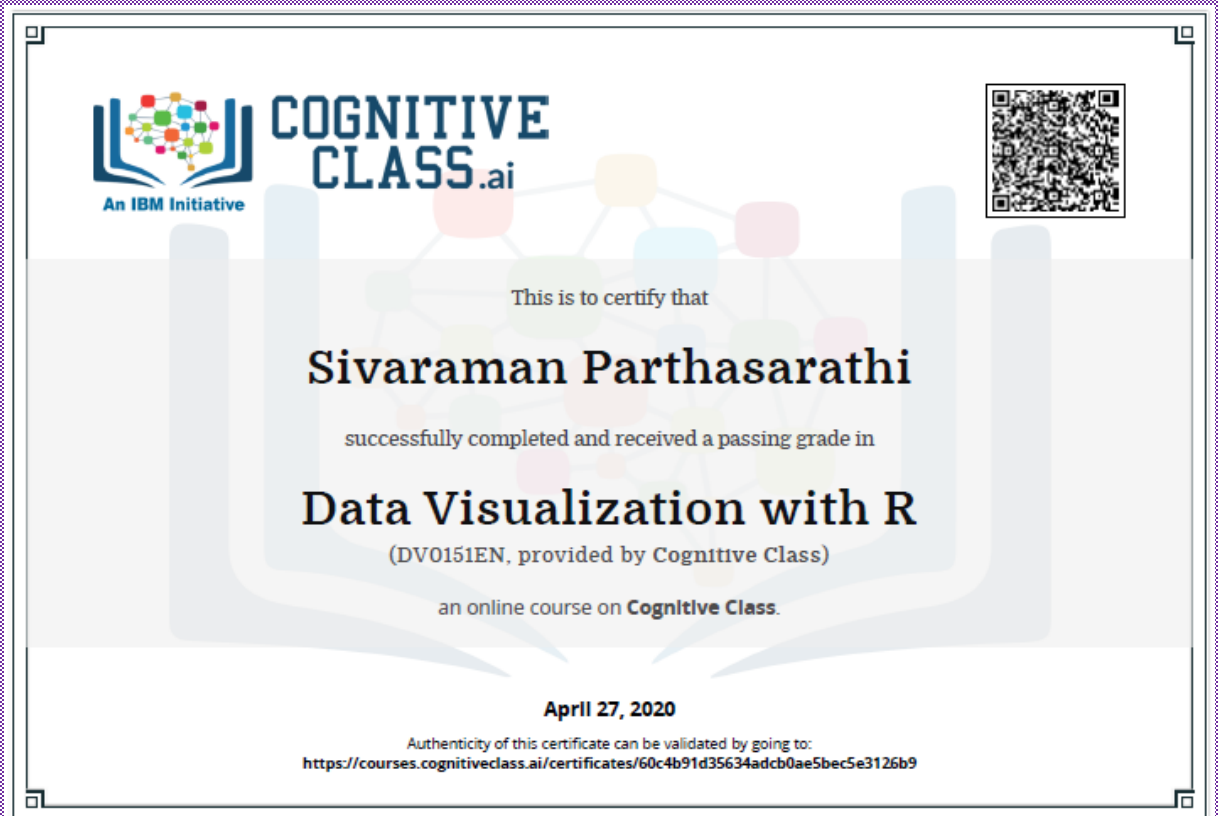 COGNITIVE
CLASS.ai
An IBM Initiative
This is to certify that
Sivaraman Parthasarathi
successfully completed and received a passing grade in
Data Visualization with R
(DV0151EN, provided by Cognitive Class)
an online course on Cognitive Class.
April 27, 2020
Authenticity of this certificate can be validated by going to:
https://courses.cognitiveclass.ai/certificates/60c4b91d35634adcb0ae5bec5e3126b9